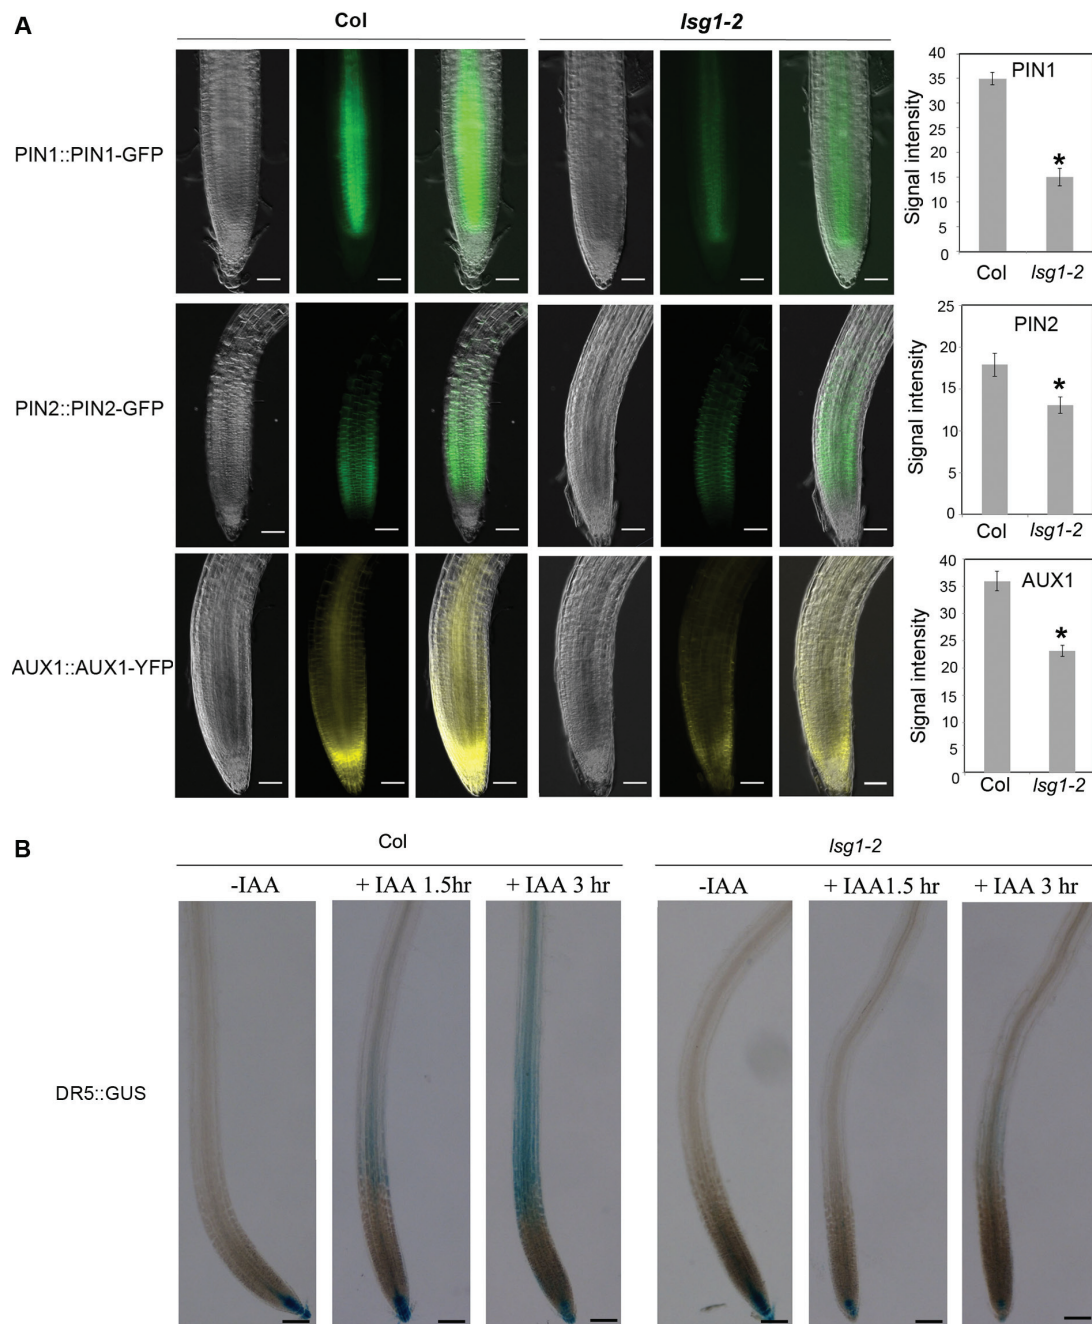 A
Col
lsg1-2
PIN1::PIN1-GFP
Signal intensity
40
35
30
25
20
15
10
5
0
PIN1
*
Col
lsg1-2
PIN2::PIN2-GFP
Signal intensity
25
20
15
10
5
0
PIN2
*
Col
lsg1-2
AUX1::AUX1-YFP
Signal intensity
40
35
30
25
20
15
10
5
0
AUX1
*
Col
lsg1-2
B
Col
lsg1-2
-IAA
+ IAA 1.5hr
+ IAA 3 hr
-IAA
+ IAA1.5 hr
+ IAA 3 hr
DR5::GUS